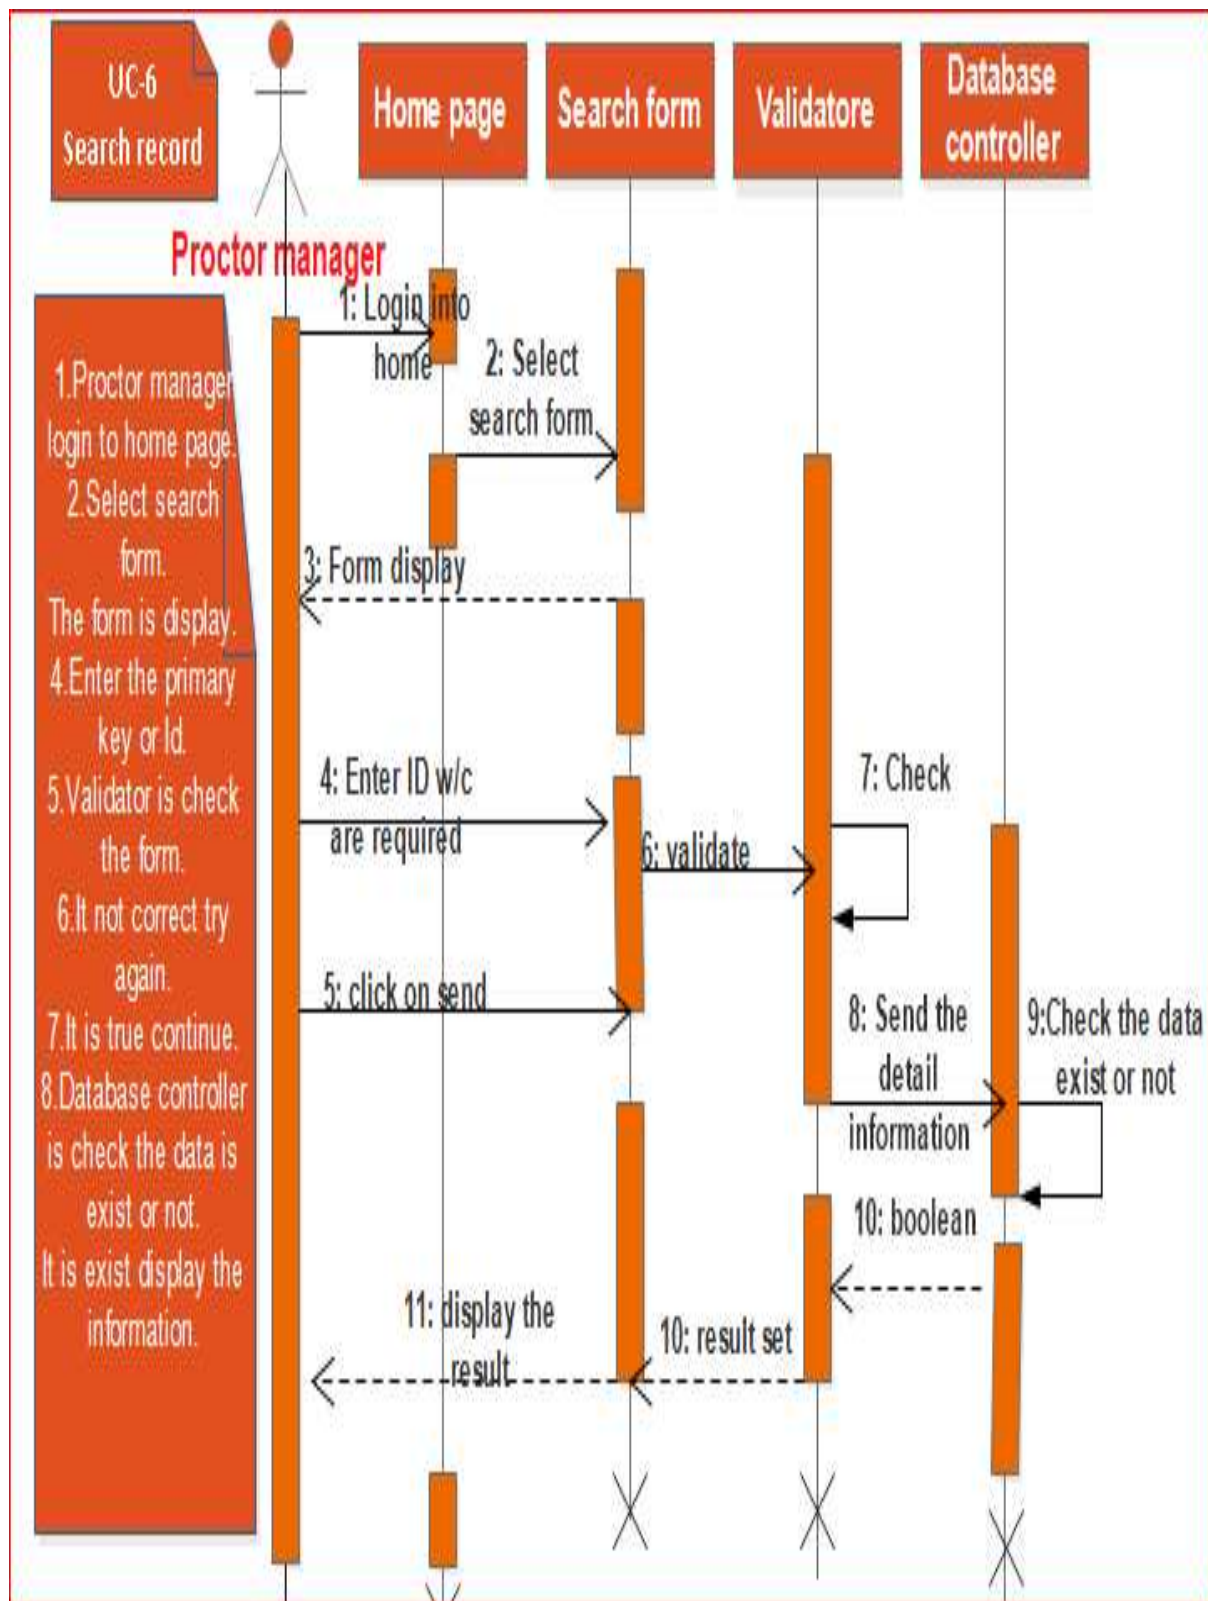 UC-6
Search record
Home page
Search form
Validatore
Database
controller
Proctor manager
1: Login into
home
2: Select
search form
3: Form display
4: Enter ID w/c
are required
6: validate
7: Check
5: click on send
8: Send the
detail
information
9:Check the data
exist or not
10: boolean
10: result set
11: display the
result
1.Proctor manager
login to home page.
2.Select search
form.
The form is display.
4.Enter the primary
key or Id.
5.Validator is check
the form.
6.It not correct try
again.
7.It is true continue.
8.Database controller
is check the data is
exist or not.
It is exist display the
information.